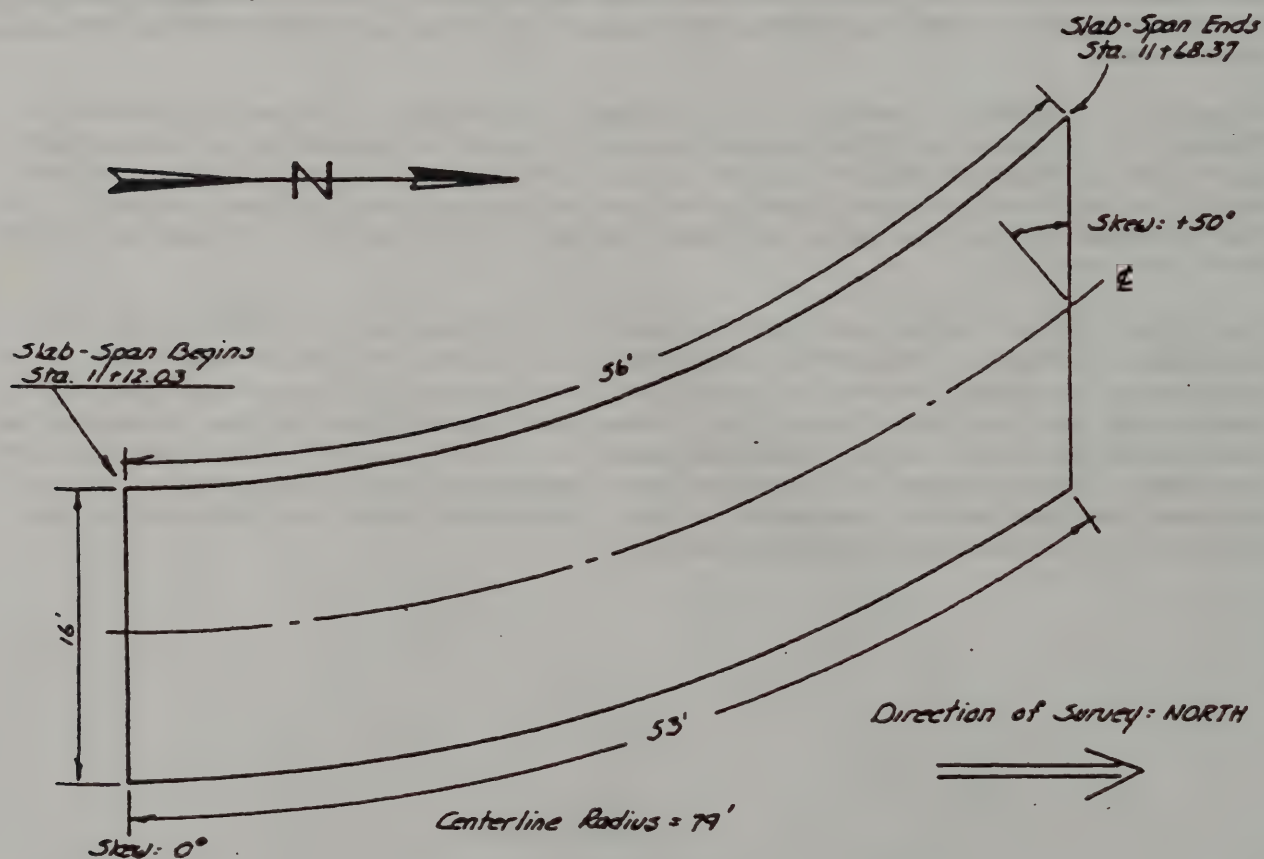 Slab-Span Ends
Sta. 11+68.37
N
Skew: +50°
℄
Slab-Span Begins
Sta. 11+12.03
56'
16'
53'
Direction of Survey: NORTH
Centerline Radius = 79'
Skew: 0°